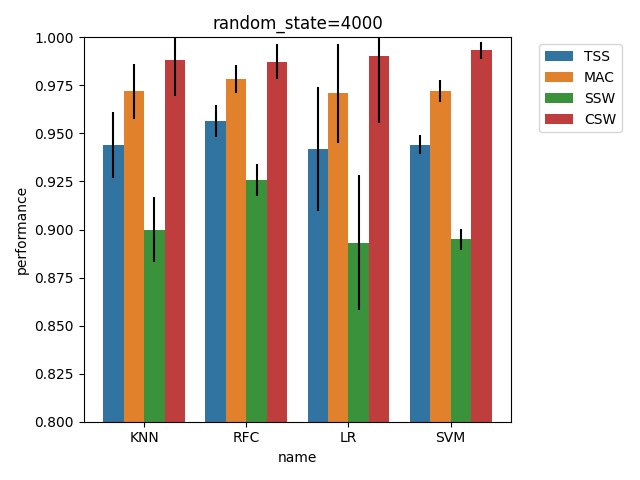 random_state=4000
1.000
0.975
0.950
0.925
0.900
0.875
0.850
0.825
0.800
performance
KNN
RFC
LR
SVM
name
TSS
MAC
SSW
CSW